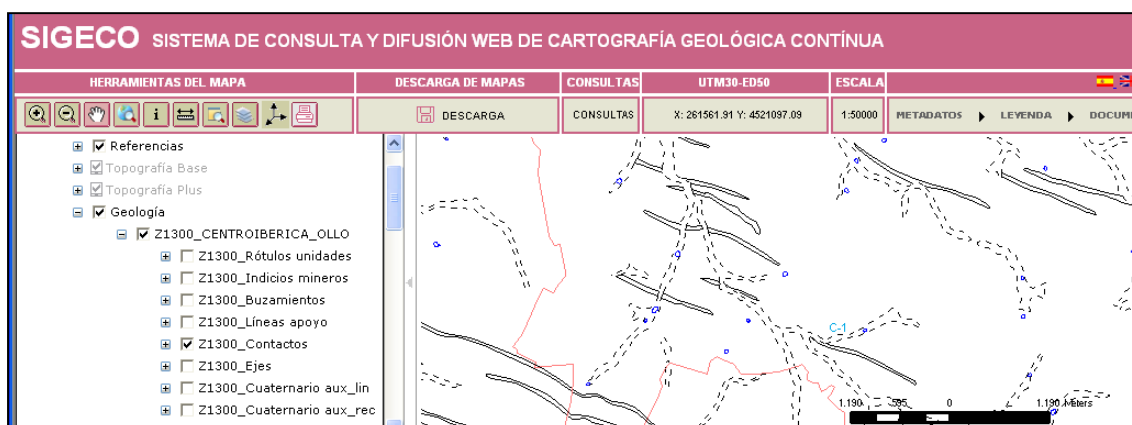 SIGECO SISTEMA DE CONSULTA Y DIFUSIÓN WEB DE CARTOGRAFÍA GEOLÓGICA CONTÍNUA
HERRAMIENTAS DEL MAPA DESCARGA DE MAPAS CONSULTAS UTM30-ED50 ESCALA
DESCARGA CONSULTAS X: 261561.91 Y: 4521097.09 1:50000 METADATOS LEYENDA DOCUM
Referencias
Topografía Base
Topografía Plus
Geología
Z1300_CENTROIBERICA_OLLO
Z1300_Rótulos unidades
Z1300_Indicios mineros
Z1300_Buzamientos
Z1300_Líneas apoyo
Z1300_Contactos
Z1300_Ejes
Z1300_Cuaternario aux_lin
Z1300_Cuaternario aux_rec
C-1
1.190 595 0 1.190 Meters